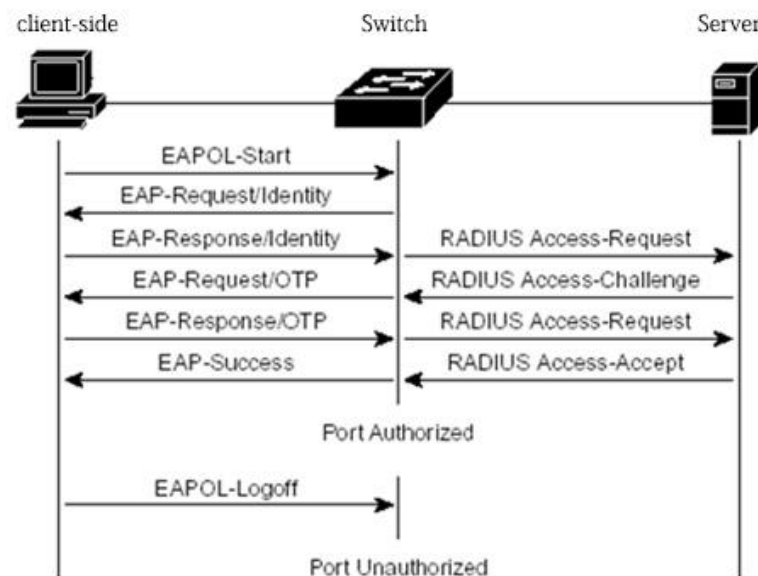 client-side Switch Server
EAPOL-Start
EAP-Request/Identity
EAP-Response/Identity RADIUS Access-Request
EAP-Request/OTP RADIUS Access-Challenge
EAP-Response/OTP RADIUS Access-Request
EAP-Success RADIUS Access-Accept
Port Authorized
EAPOL-Logoff
Port Unauthorized